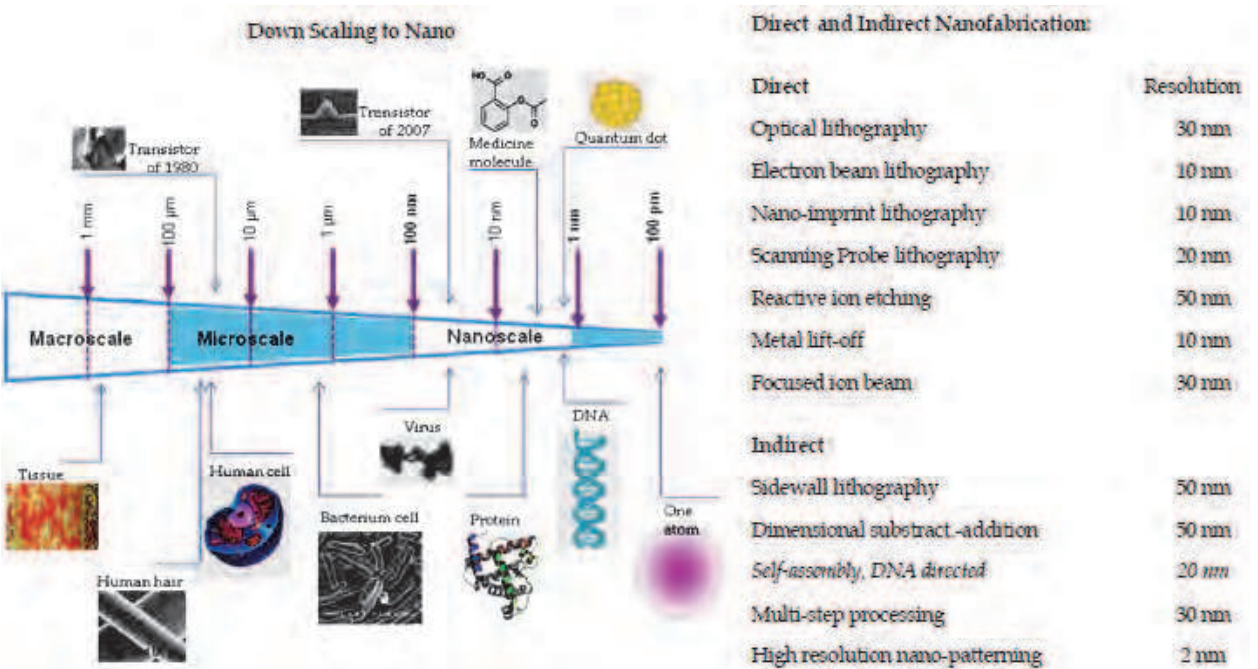 Down Scaling to Nano
Transistor
of 1980
Transistor
of 2007
HO
O
O
O
Medicine
molecule
Quantum dot
1 mm
100 µm
10 µm
1 µm
100 nm
10 nm
1 nm
100 pm
Macroscale
Microscale
Nanoscale
Tissue
Human hair
Human cell
Bacterium cell
Virus
Protein
DNA
One
atom
Direct and Indirect Nanofabrication:
Direct Resolution
Optical lithography 30 nm
Electron beam lithography 10 nm
Nano-imprint lithography 10 nm
Scanning Probe lithography 20 nm
Reactive ion etching 50 nm
Metal lift-off 10 nm
Focused ion beam 30 nm
Indirect
Sidewall lithography 50 nm
Dimensional substract.-addition 50 nm
Self-assembly, DNA directed 20 nm
Multi-step processing 30 nm
High resolution nano-patterning 2 nm